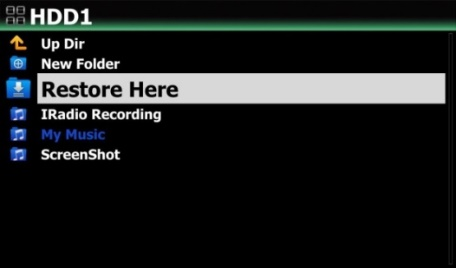 HDD1
Up Dir
New Folder
Restore Here
IRadio Recording
My Music
ScreenShot